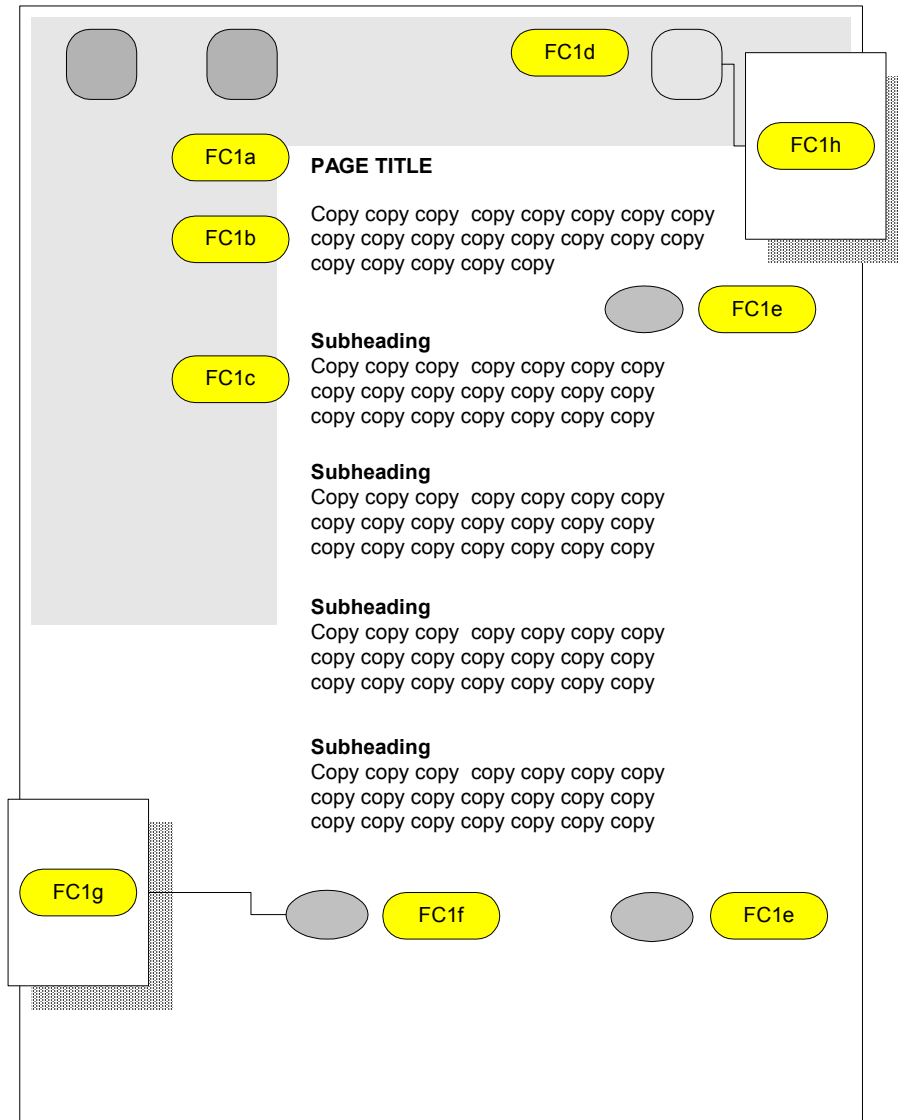 FC1d
FC1h
FC1a
PAGE TITLE
FC1b
Copy copy copy  copy copy copy copy copy
copy copy copy copy copy copy copy copy
copy copy copy copy copy
FC1e
Subheading
FC1c
Copy copy copy  copy copy copy copy
copy copy copy copy copy copy copy
copy copy copy copy copy copy copy
Subheading
Copy copy copy  copy copy copy copy
copy copy copy copy copy copy copy
copy copy copy copy copy copy copy
Subheading
Copy copy copy  copy copy copy copy
copy copy copy copy copy copy copy
copy copy copy copy copy copy copy
Subheading
Copy copy copy  copy copy copy copy
copy copy copy copy copy copy copy
copy copy copy copy copy copy copy
FC1g
FC1f
FC1e